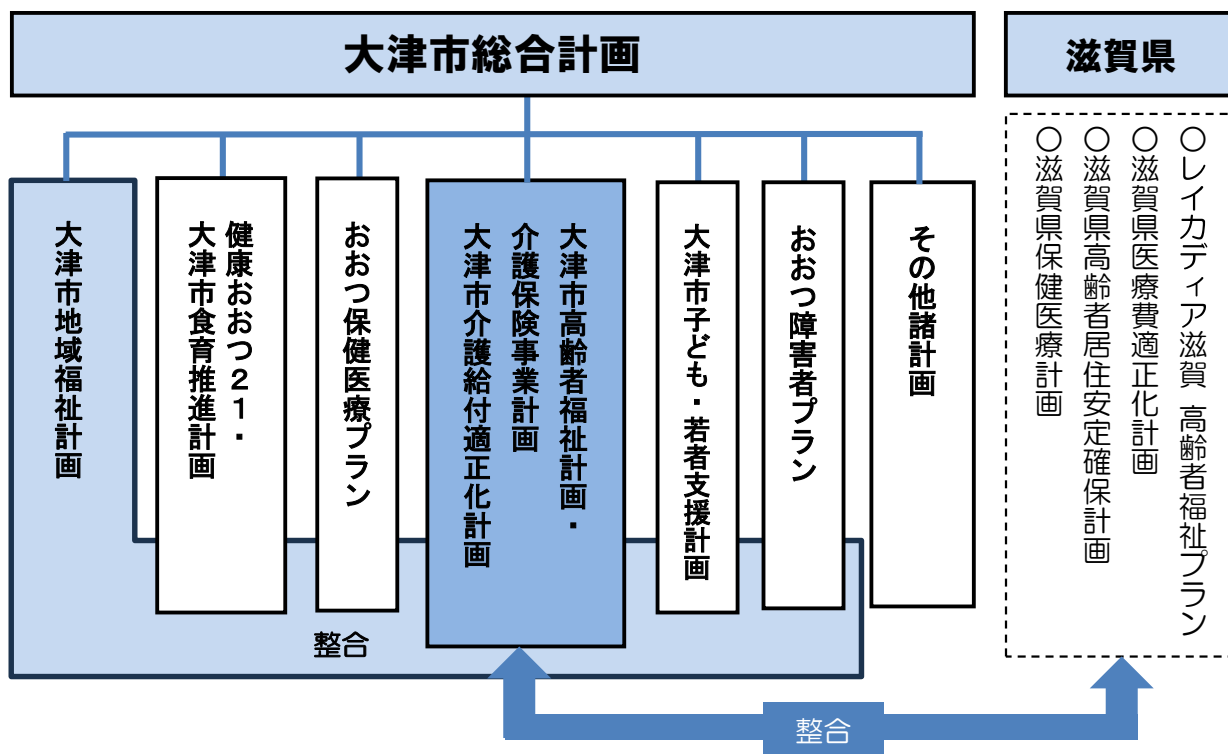 大津市総合計画
滋賀県
大津市地域福祉計画
健康おおつ２１・
大津市食育推進計画
おおつ保健医療プラン
大津市高齢者福祉計画・
介護保険事業計画
大津市介護給付適正化計画
大津市子ども・若者支援計画
おおつ障害者プラン
その他諸計画
○レイカディア滋賀 高齢者福祉プラン
○滋賀県医療費適正化計画
○滋賀県高齢者居住安定確保計画
○滋賀県保健医療計画
整合
整合